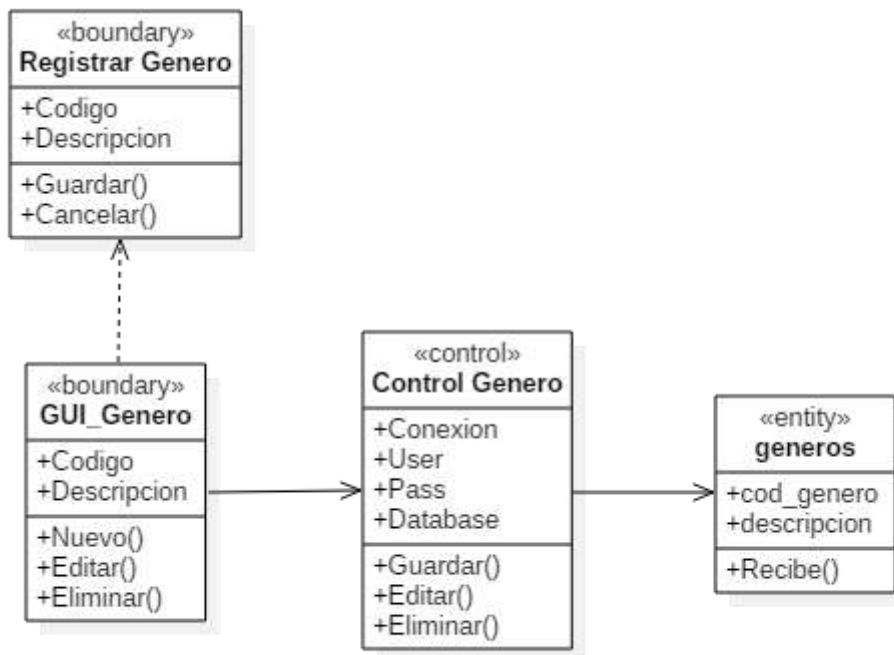 «boundary»
Registrar Genero
+Codigo
+Descripcion
+Guardar()
+Cancelar()
«boundary»
GUI_Genero
+Codigo
+Descripcion
+Nuevo()
+Editar()
+Eliminar()
«control»
Control Genero
+Conexion
+User
+Pass
+Database
+Guardar()
+Editar()
+Eliminar()
«entity»
generos
+cod_genero
+descripcion
+Recibe()